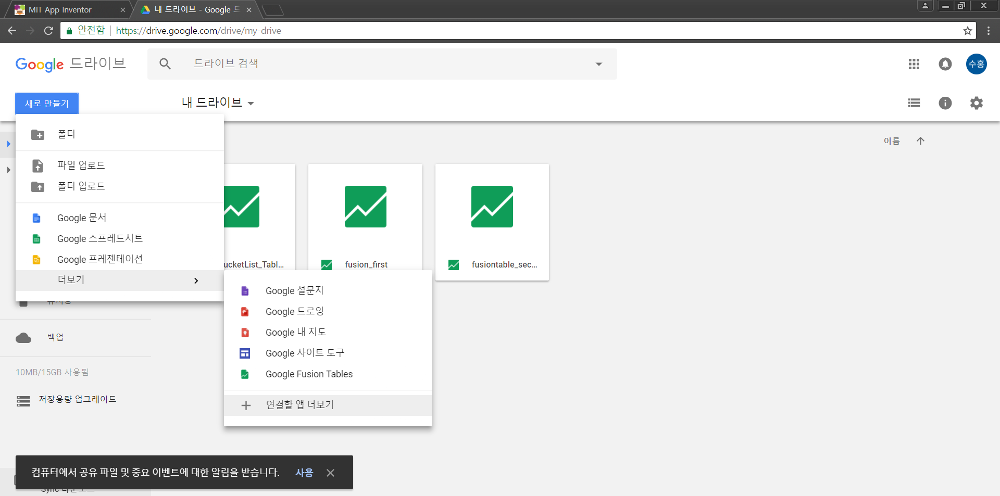 MIT App Inventor
내 드라이브 - Google 드
안전함
https://drive.google.com/drive/my-drive
Google 드라이브
드라이브 검색
수홍
새로 만들기
내 드라이브
폴더
이름
파일 업로드
폴더 업로드
Google 문서
Google 스프레드시트
Google 프레젠테이션
더보기
ucketList_Tabl...
fusion_first
fusiontable_sec...
Google 설문지
Google 드로잉
Google 내 지도
Google 사이트 도구
Google Fusion Tables
연결할 앱 더보기
백업
10MB/15GB 사용됨
저장용량 업그레이드
컴퓨터에서 공유 파일 및 중요 이벤트에 대한 알림을 받습니다.
사용
Sync